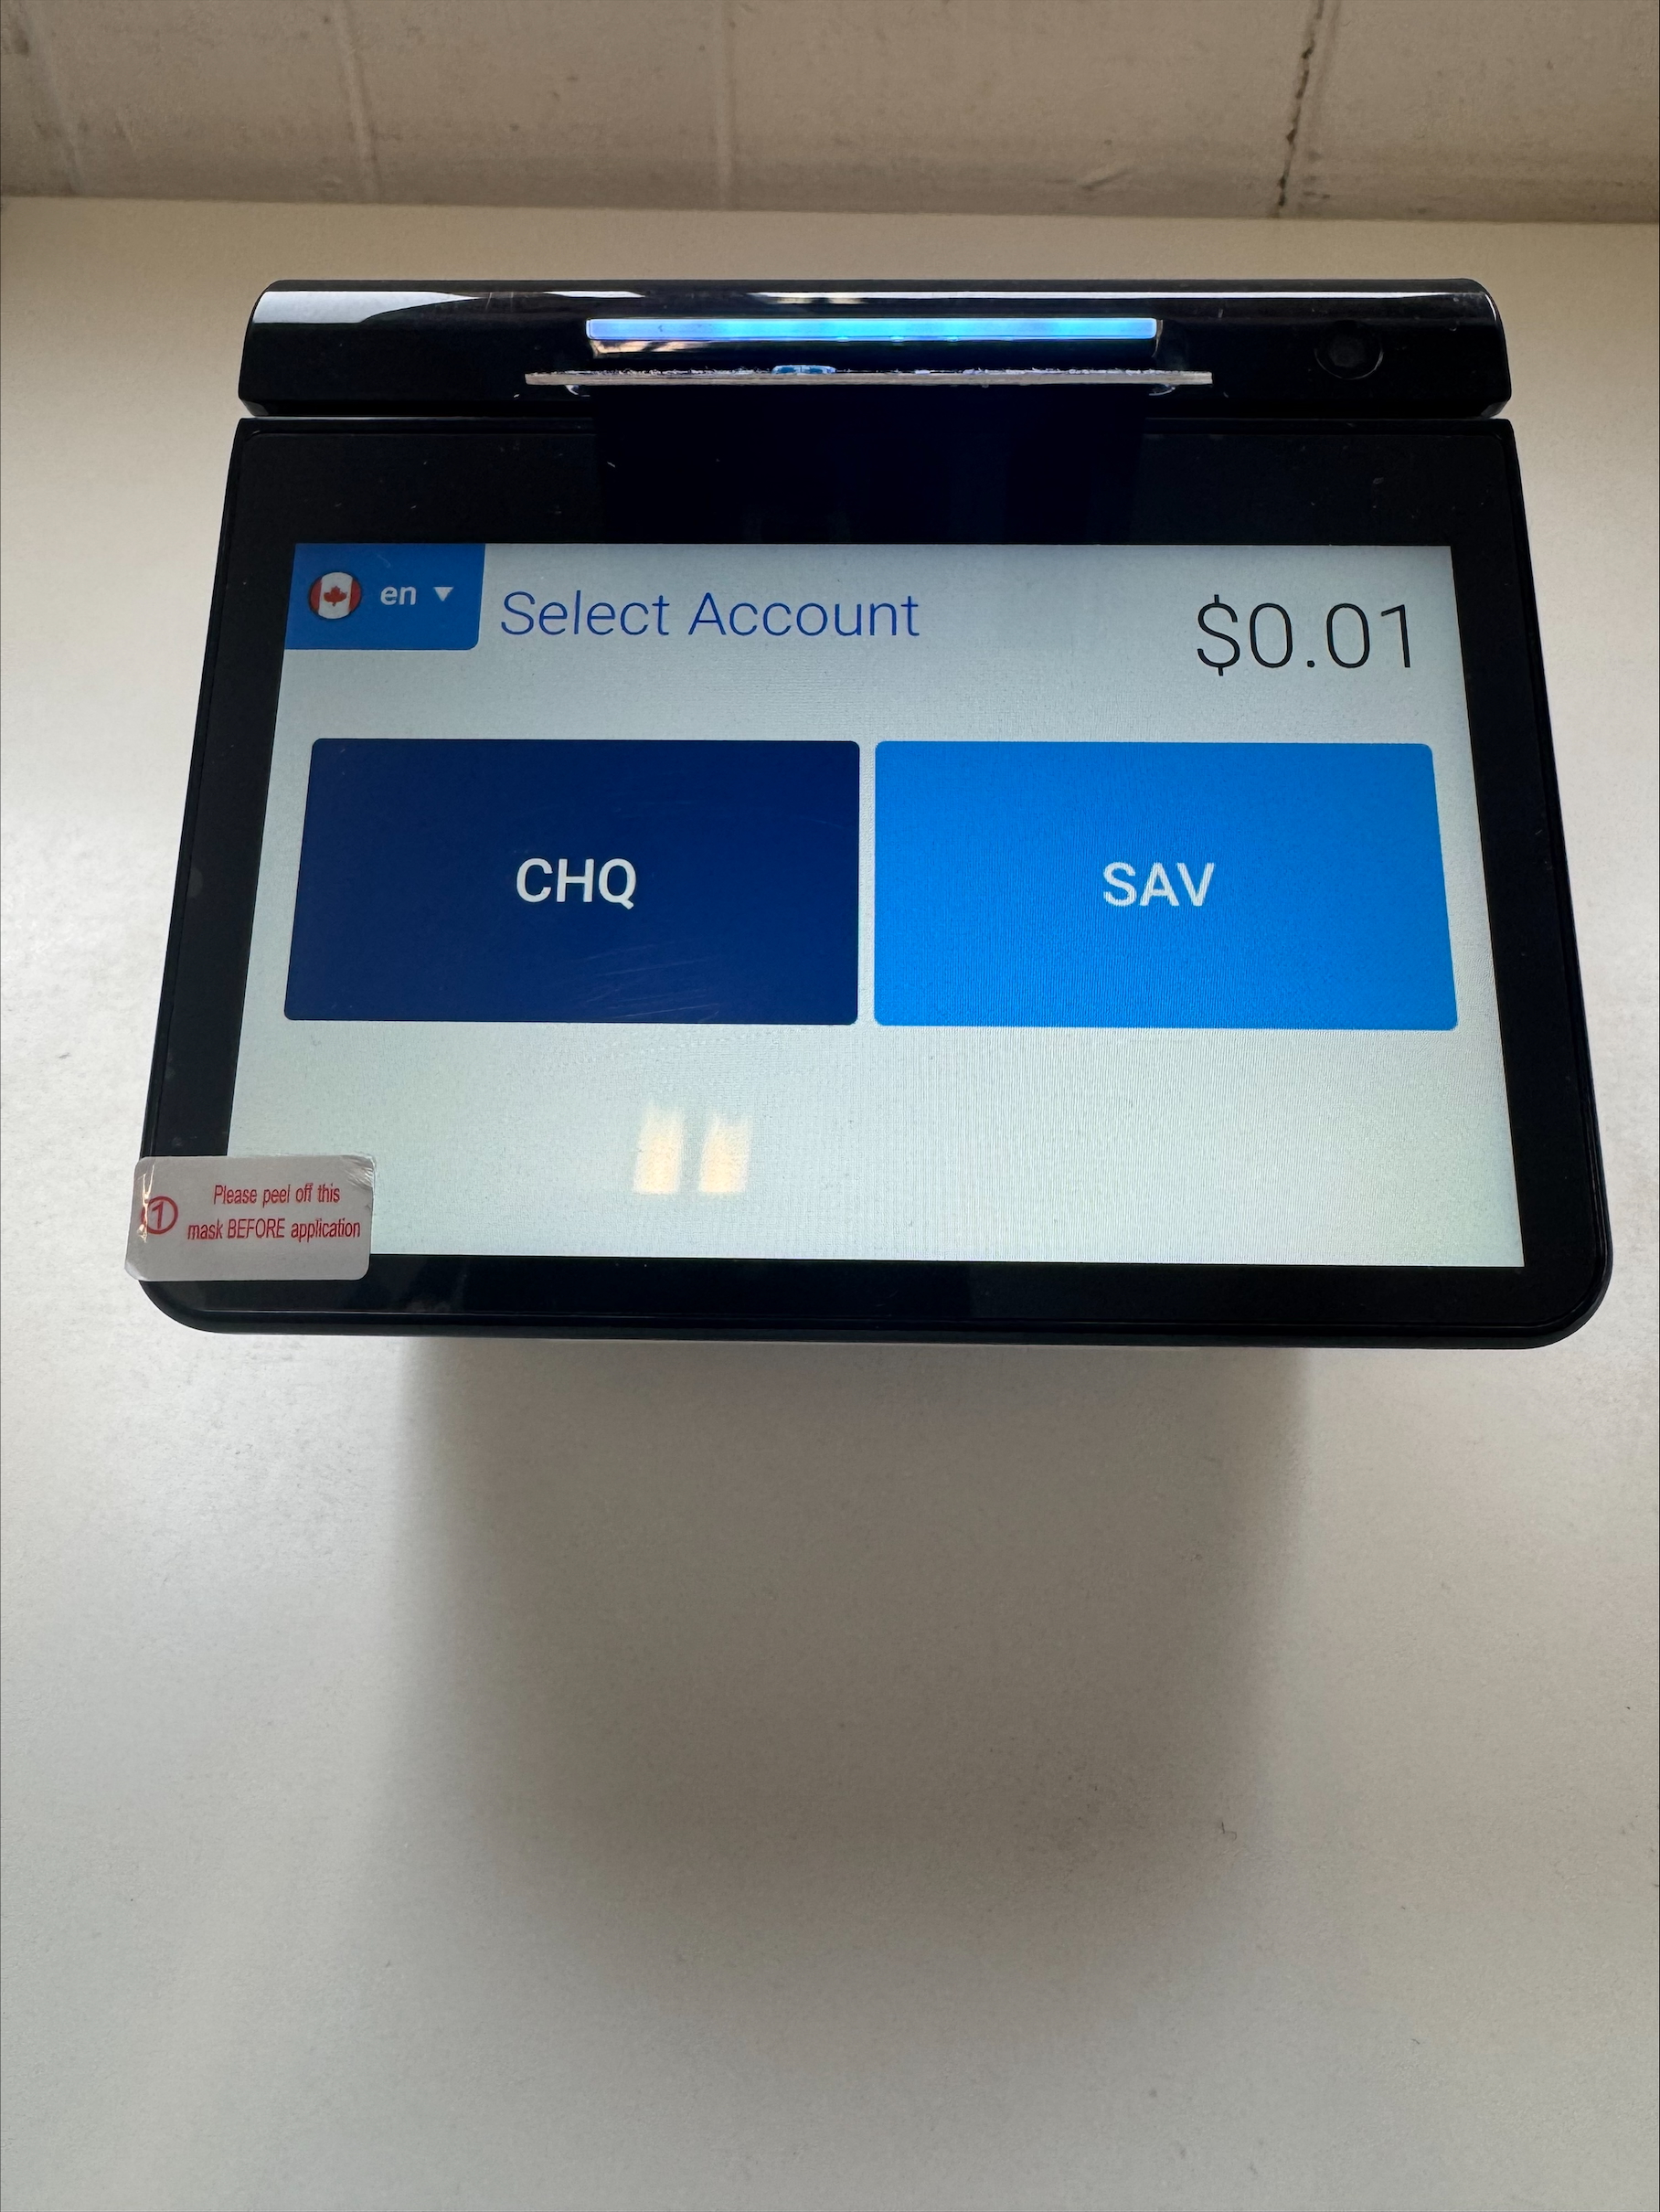 en
Select Account
$0.01
CHQ
SAV
1
Please peel off this
mask BEFORE application